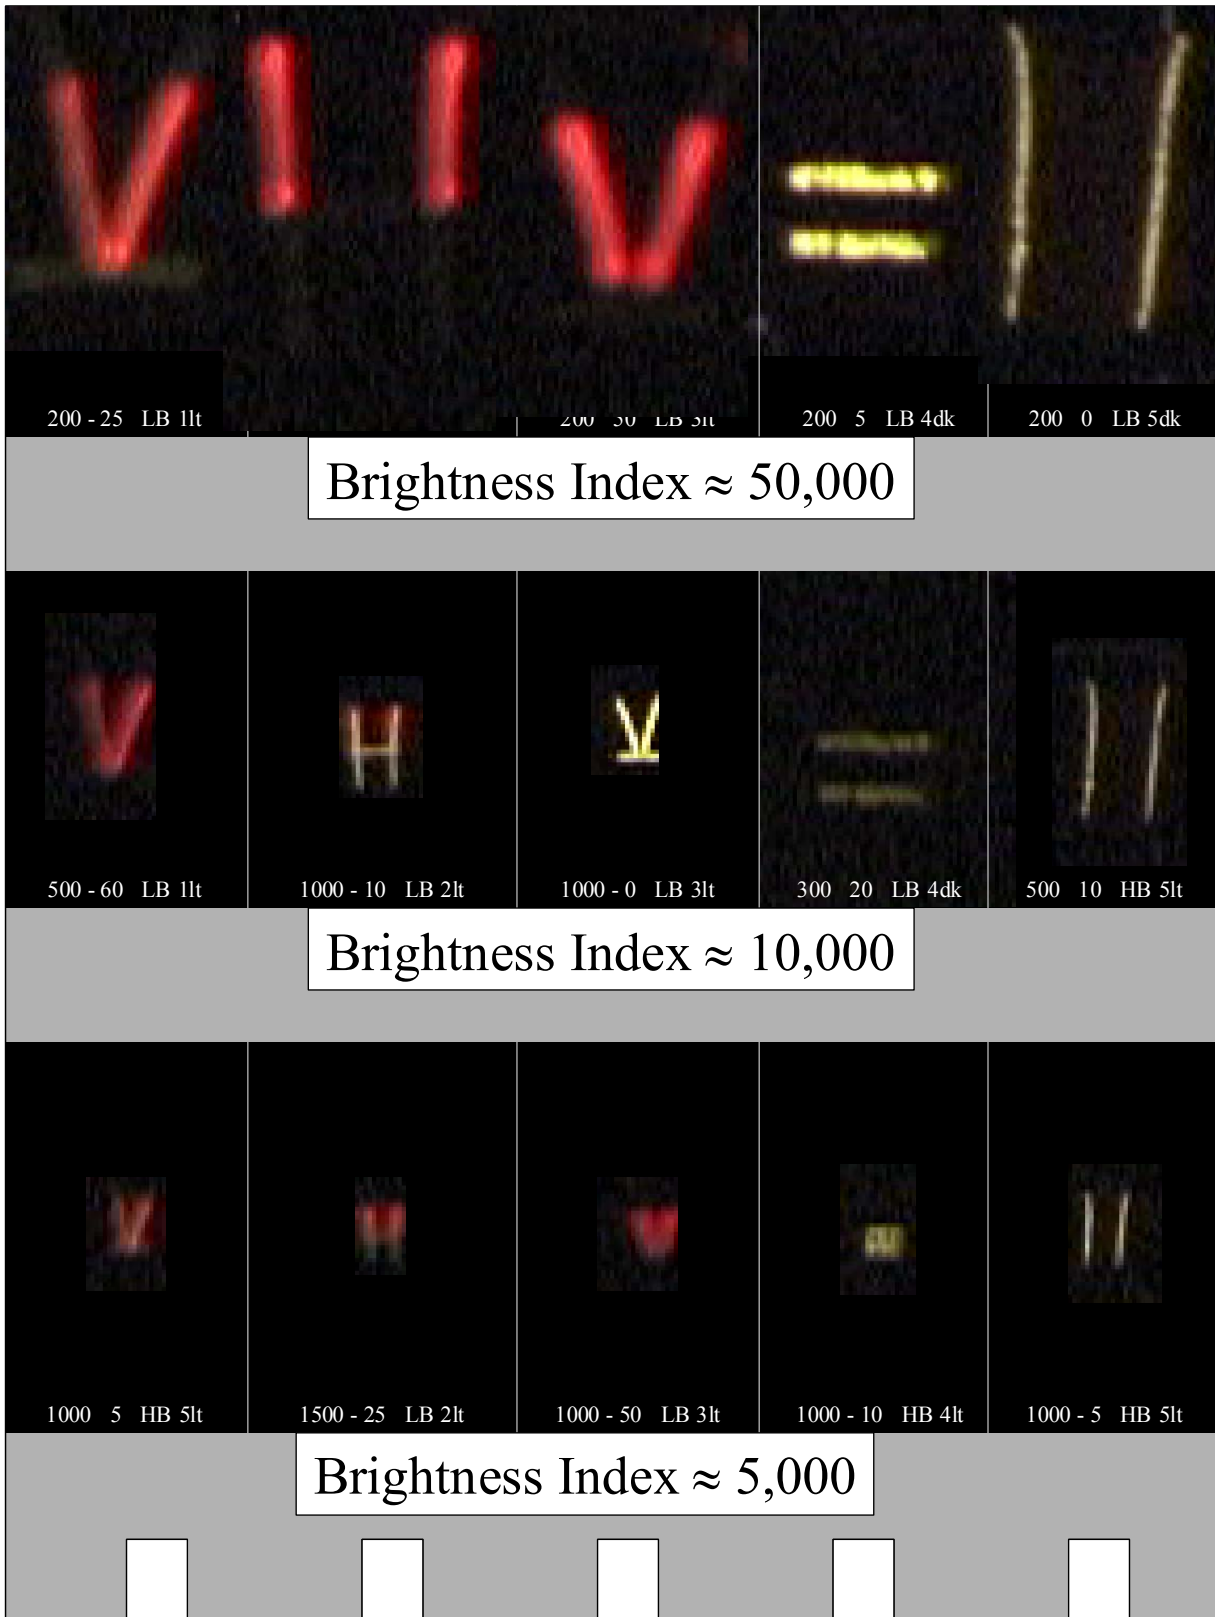 200 - 25 LB 1lt
200 5 LB 4dk
200 0 LB 5dk
Brightness Index ≈ 50,000
500 - 60 LB 1lt
1000 - 10 LB 2lt
1000 - 0 LB 3lt
300 20 LB 4dk
500 10 HB 5lt
Brightness Index ≈ 10,000
1000 5 HB 5lt
1500 - 25 LB 2lt
1000 - 50 LB 3lt
1000 - 10 HB 4lt
1000 - 5 HB 5lt
Brightness Index ≈ 5,000